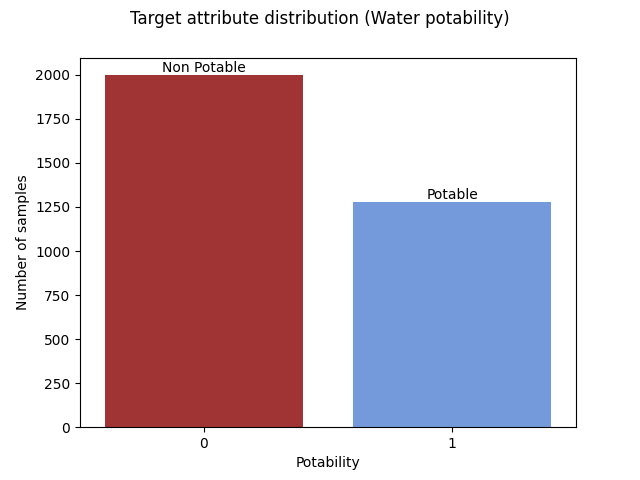 Target attribute distribution (Water potability)
Non Potable
Potable
Number of samples
2000
1750
1500
1250
1000
750
500
250
0
0 1
Potability